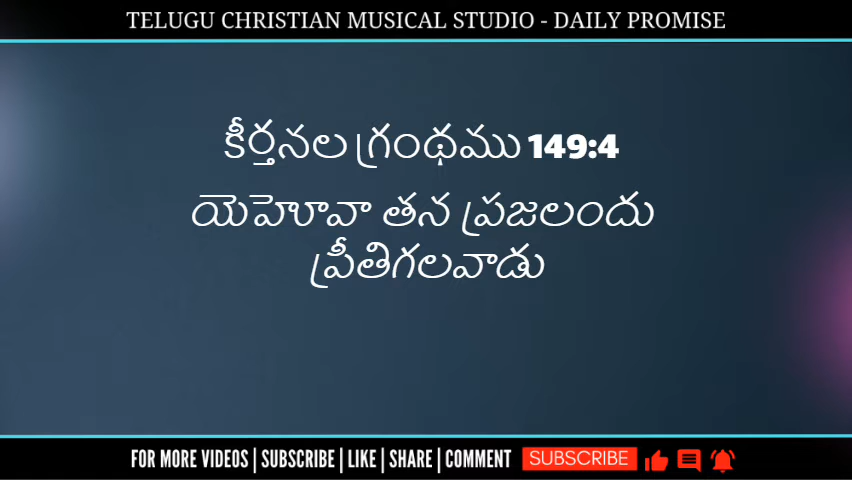 TELUGU CHRISTIAN MUSICAL STUDIO - DAILY PROMISE
కీర్తనల గ్రంథము 149:4
యెహోవా తన ప్రజలందు
ప్రీతిగలవాడు
FOR MORE VIDEOS | SUBSCRIBE | LIKE | SHARE | COMMENT SUBSCRIBE